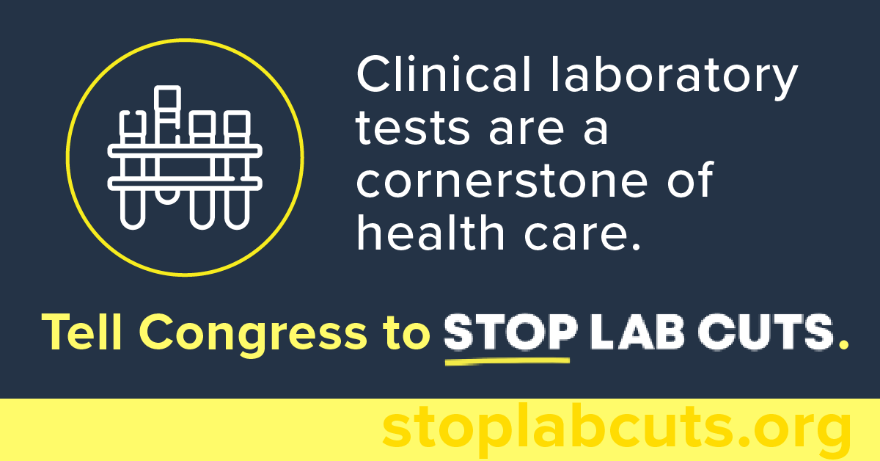 Clinical laboratory
tests are a
cornerstone of
health care.
Tell Congress to STOP LAB CUTS.
stoplabcuts.org